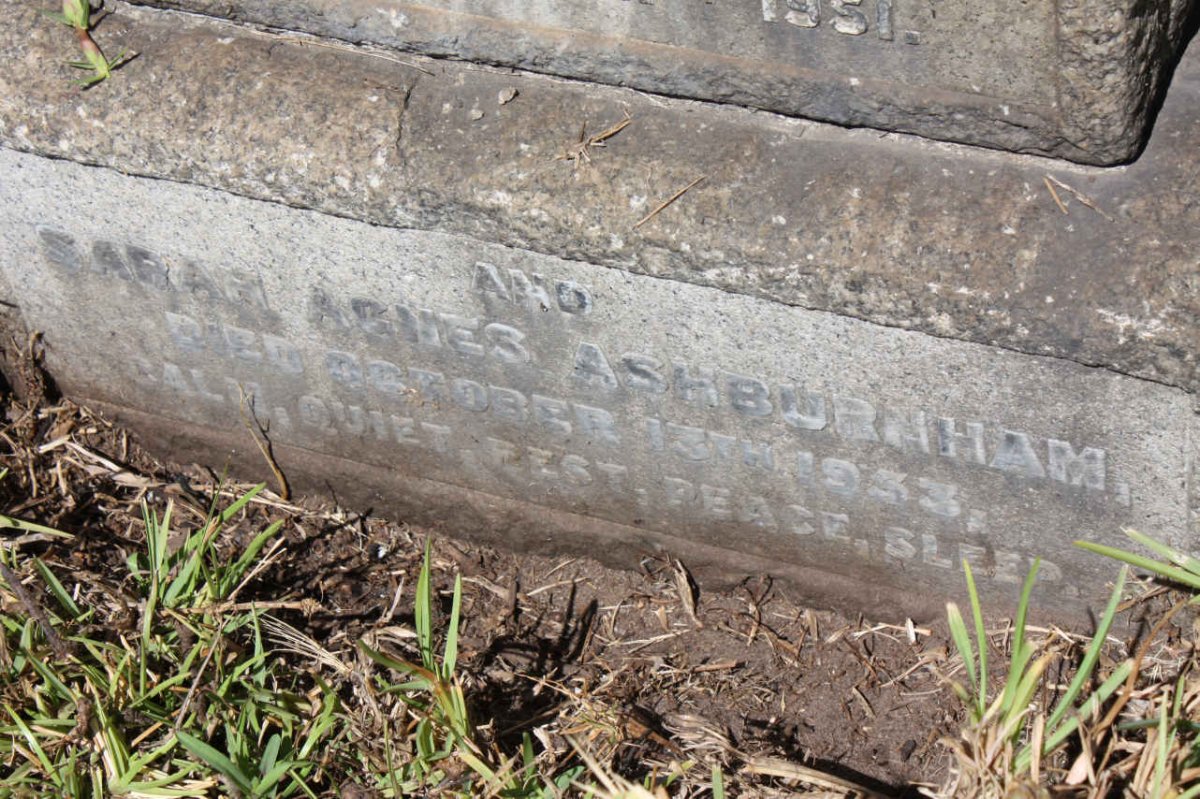 1951.
AND
SARAH AGNES ASHBURNHAM,
DIED OCTOBER 13TH 1953.
CALM, QUIET, REST, PEACE, SLEEP.